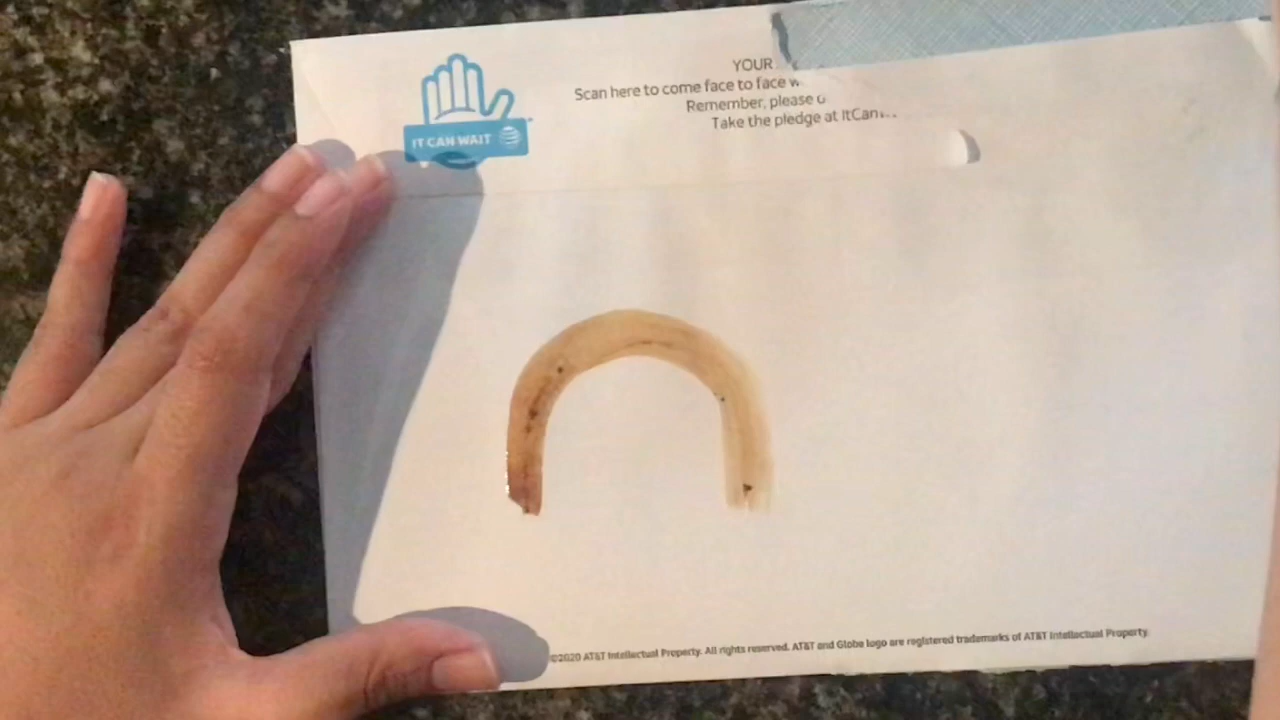 IT CAN WAIT
YOUR
Scan here to come face to face
Remember, please
Take the pledge at ItCan
©2020 AT&T Intellectual Property. All rights reserved. AT&T and Globe logo are registered trademarks of AT&T Intellectual Property.